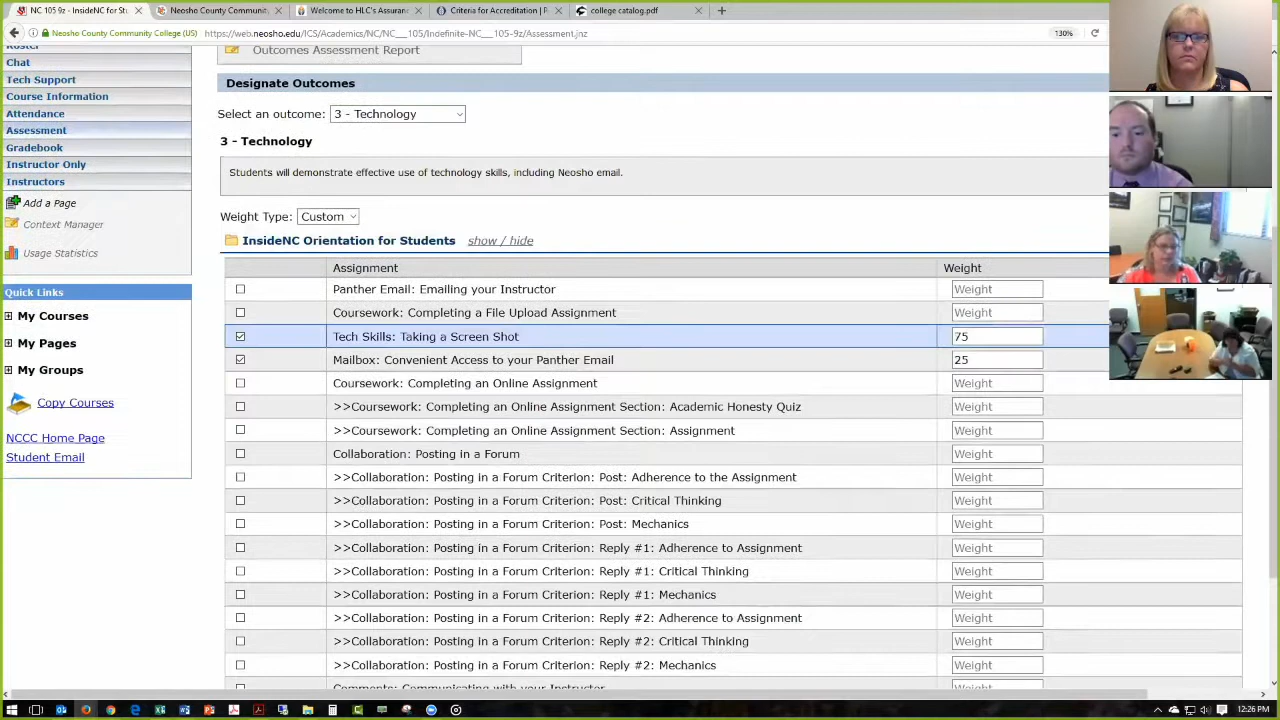 NC 105 9z - InsideNC for Stu
Neosho County Community
Welcome to HLC's Assuran
Criteria for Accreditation | P
college catalog.pdf
Neosho County Community College (US)
https://web.neosho.edu/ICS/Academics/NC/NC___105/Indefinite-NC___105-9z/Assessment.jnz
130%
Roster
Chat
Tech Support
Course Information
Attendance
Assessment
Gradebook
Instructor Only
Instructors
Add a Page
Context Manager
Usage Statistics
Quick Links
My Courses
My Pages
My Groups
Copy Courses
NCCC Home Page
Student Email
Outcomes Assessment Report
Designate Outcomes
Select an outcome: 3 - Technology
3 - Technology
Students will demonstrate effective use of technology skills, including Neosho email.
Weight Type: Custom
InsideNC Orientation for Students show / hide
Assignment Weight
Panther Email: Emailing your Instructor Weight
Coursework: Completing a File Upload Assignment Weight
Tech Skills: Taking a Screen Shot 75
Mailbox: Convenient Access to your Panther Email 25
Coursework: Completing an Online Assignment Weight
>>Coursework: Completing an Online Assignment Section: Academic Honesty Quiz Weight
>>Coursework: Completing an Online Assignment Section: Assignment Weight
Collaboration: Posting in a Forum Weight
>>Collaboration: Posting in a Forum Criterion: Post: Adherence to the Assignment Weight
>>Collaboration: Posting in a Forum Criterion: Post: Critical Thinking Weight
>>Collaboration: Posting in a Forum Criterion: Post: Mechanics Weight
>>Collaboration: Posting in a Forum Criterion: Reply #1: Adherence to Assignment Weight
>>Collaboration: Posting in a Forum Criterion: Reply #1: Critical Thinking Weight
>>Collaboration: Posting in a Forum Criterion: Reply #1: Mechanics Weight
>>Collaboration: Posting in a Forum Criterion: Reply #2: Adherence to Assignment Weight
>>Collaboration: Posting in a Forum Criterion: Reply #2: Critical Thinking Weight
>>Collaboration: Posting in a Forum Criterion: Reply #2: Mechanics Weight
Comments: Communicating with your Instructor Weight
12:26 PM